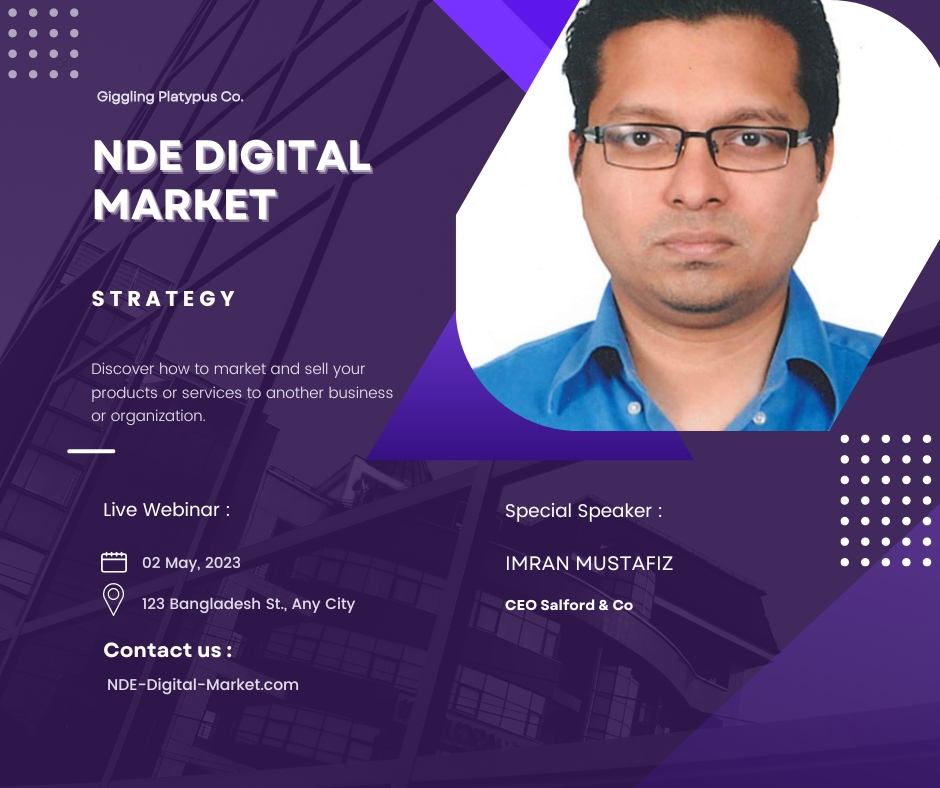 Giggling Platypus Co.
NDE DIGITAL
MARKET
STRATEGY
Discover how to market and sell your
products or services to another business
or organization.
Live Webinar :
02 May, 2023
123 Bangladesh St., Any City
Contact us :
NDE-Digital-Market.com
Special Speaker :
IMRAN MUSTAFIZ
CEO Salford & Co